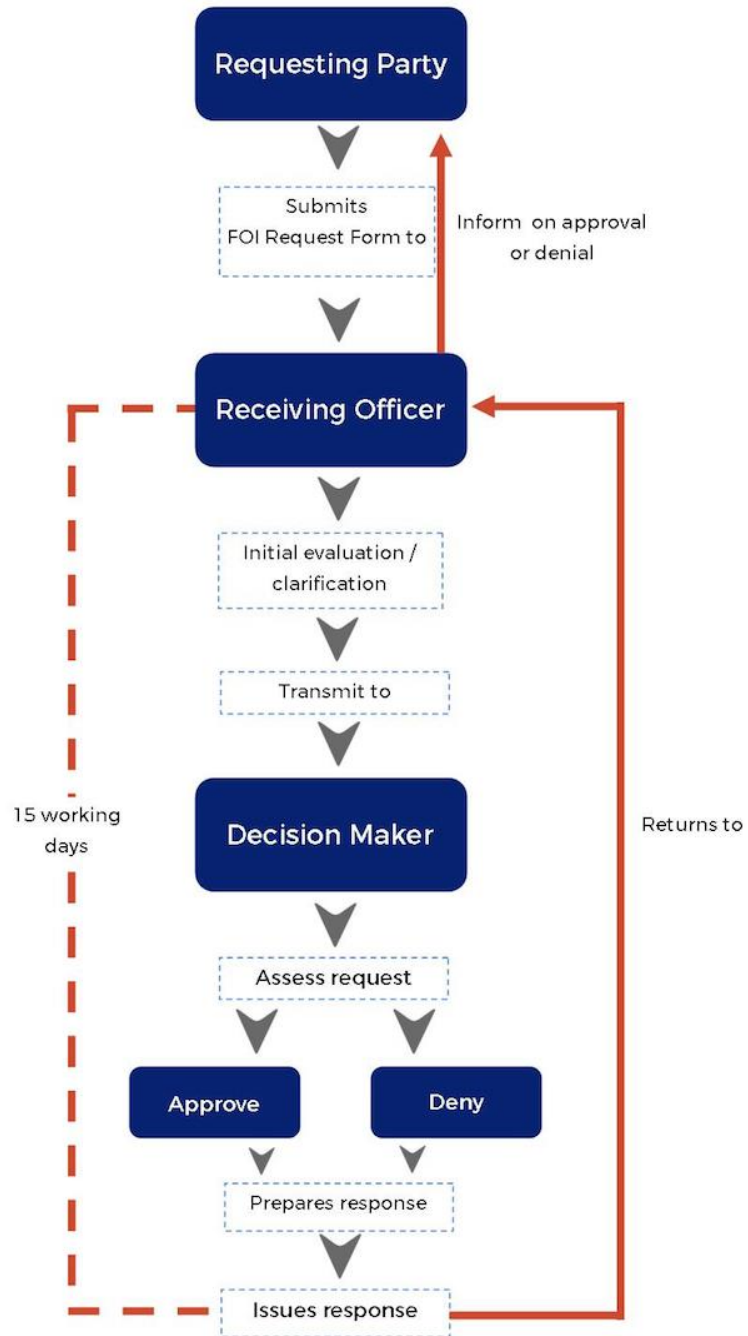 Requesting Party
Submits
FOI Request Form to
Inform on approval
or denial
Receiving Officer
Initial evaluation /
clarification
Transmit to
Decision Maker
15 working
days
Returns to
Assess request
Approve
Deny
Prepares response
Issues response